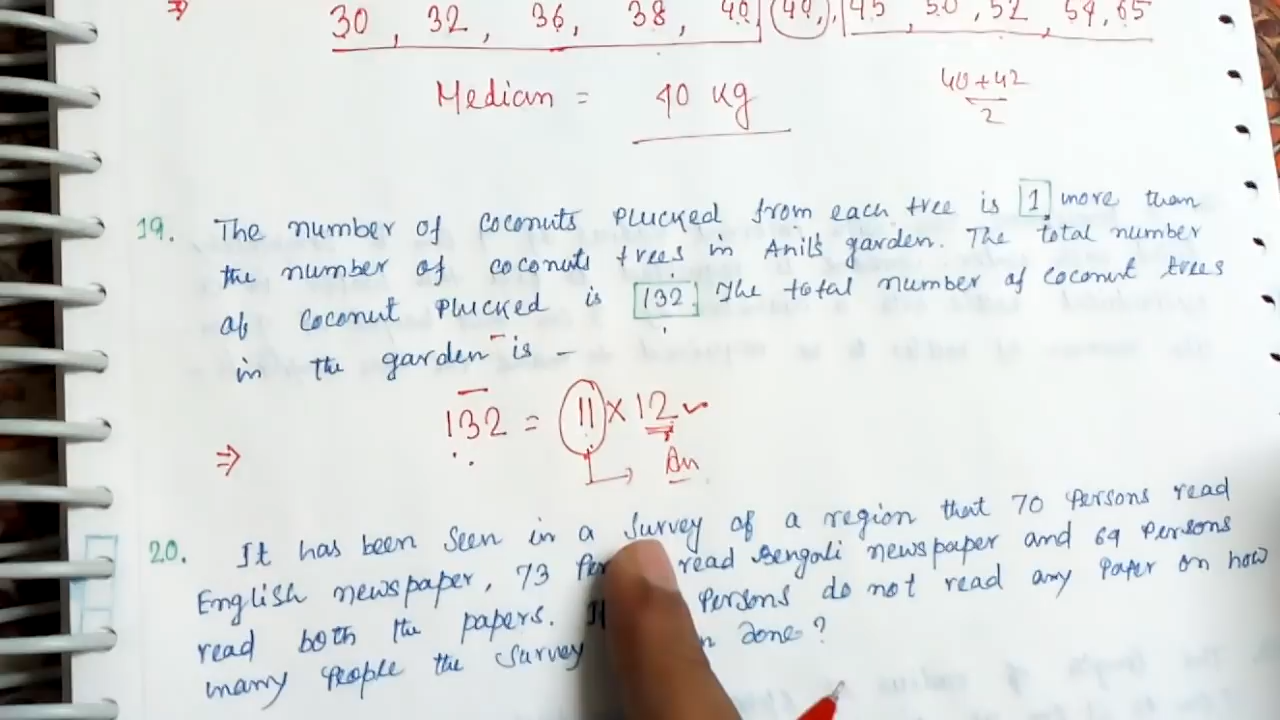 30, 32, 36, 38, 40, 40, 45, 50, 52, 54, 65
Median = 40 kg
40+42
2
19. The number of coconuts plucked from each tree is 1 more than
the number of coconuts trees in Anil's garden. The total number
of coconut plucked is 132. The total number of coconut trees
in the garden is -
⇒ 132 = 11 × 12
An
20. It has been seen in a survey of a region that 70 persons read
English newspaper, 73 read Bengali newspaper and 64 persons
read both the papers. persons do not read any paper on how
many people the survey done?